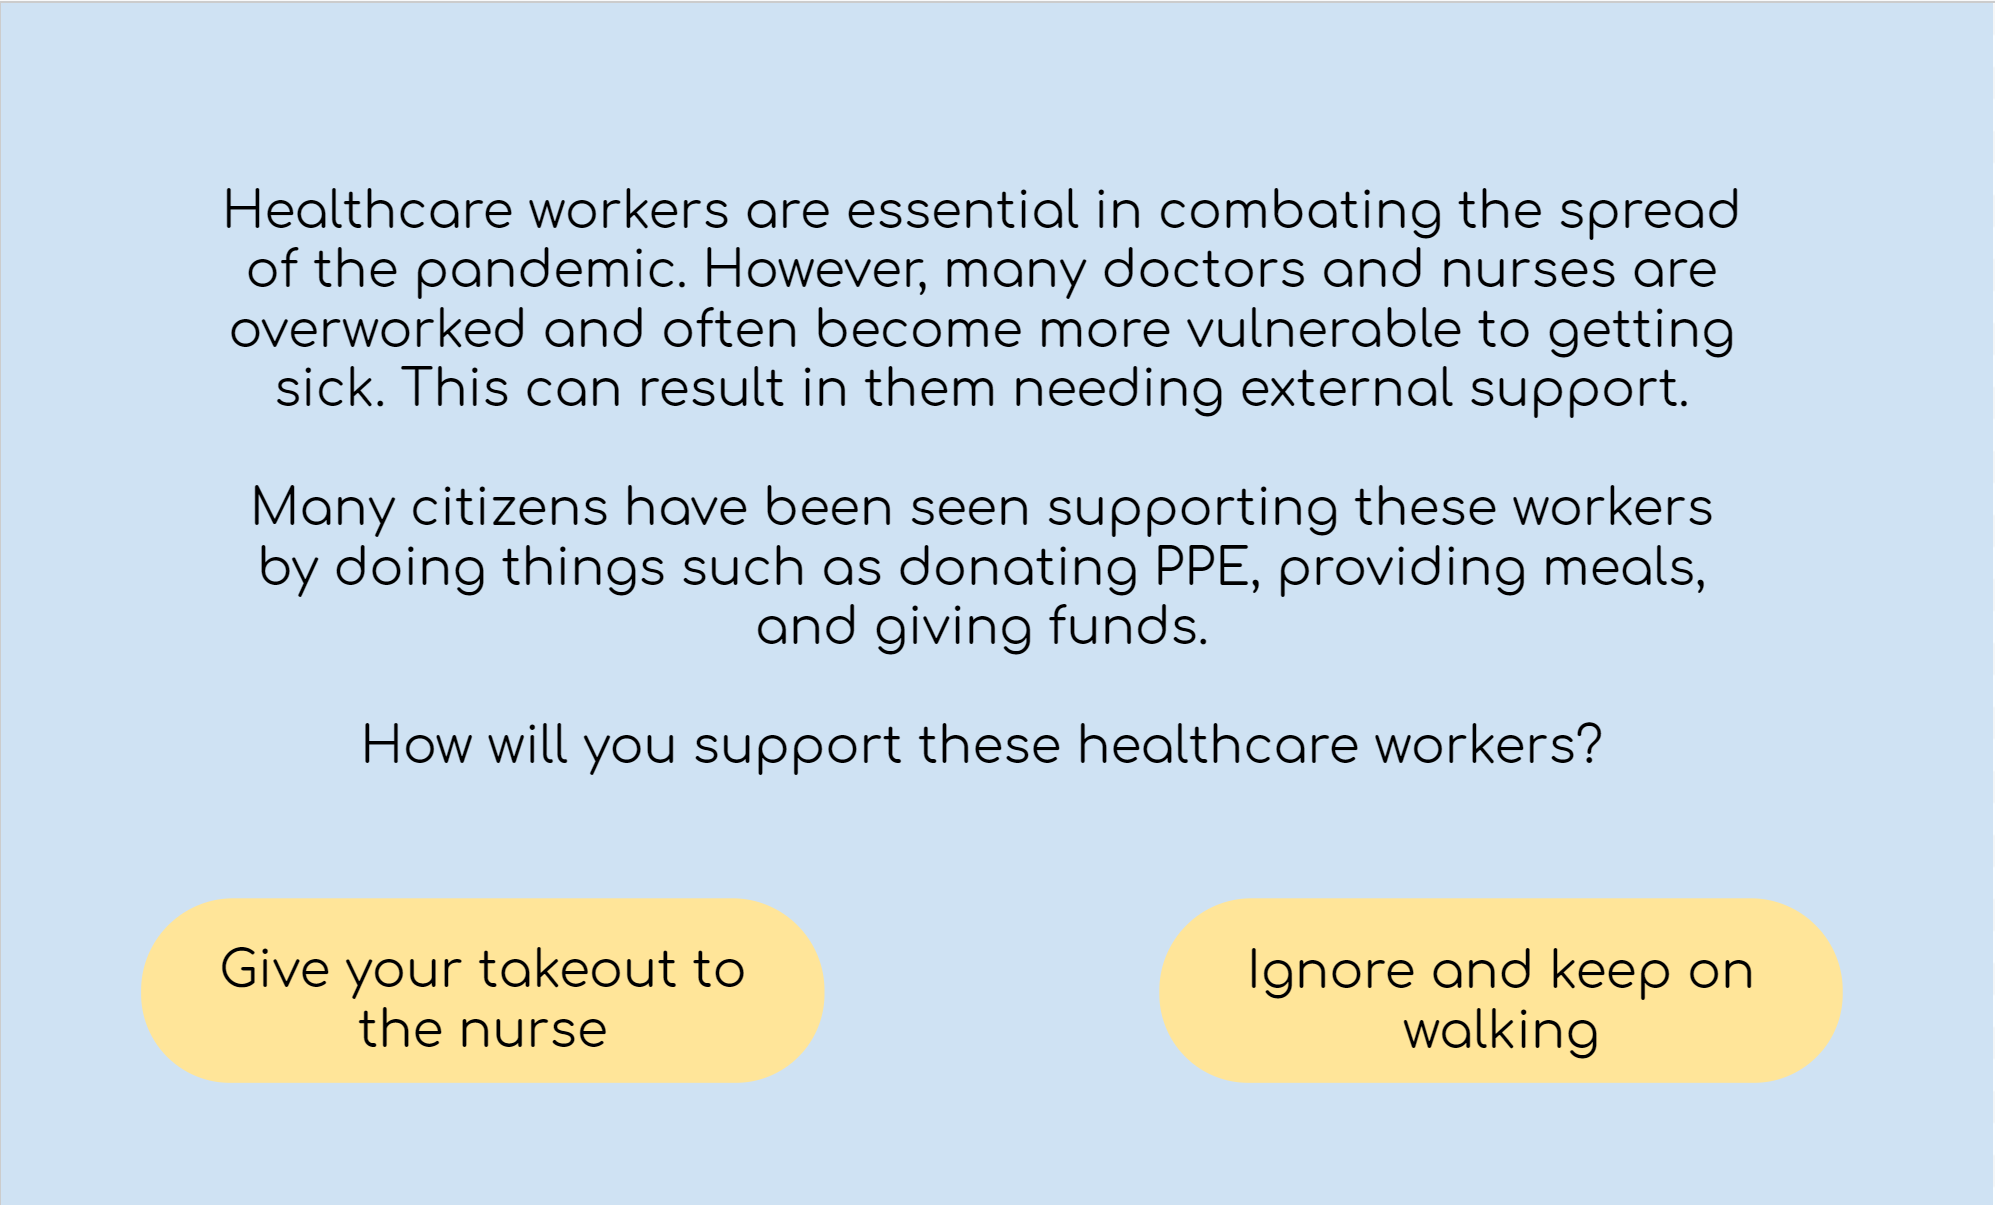 Healthcare workers are essential in combating the spread
of the pandemic. However, many doctors and nurses are
overworked and often become more vulnerable to getting
sick. This can result in them needing external support.
Many citizens have been seen supporting these workers
by doing things such as donating PPE, providing meals,
and giving funds.
How will you support these healthcare workers?
Give your takeout to
the nurse
Ignore and keep on
walking